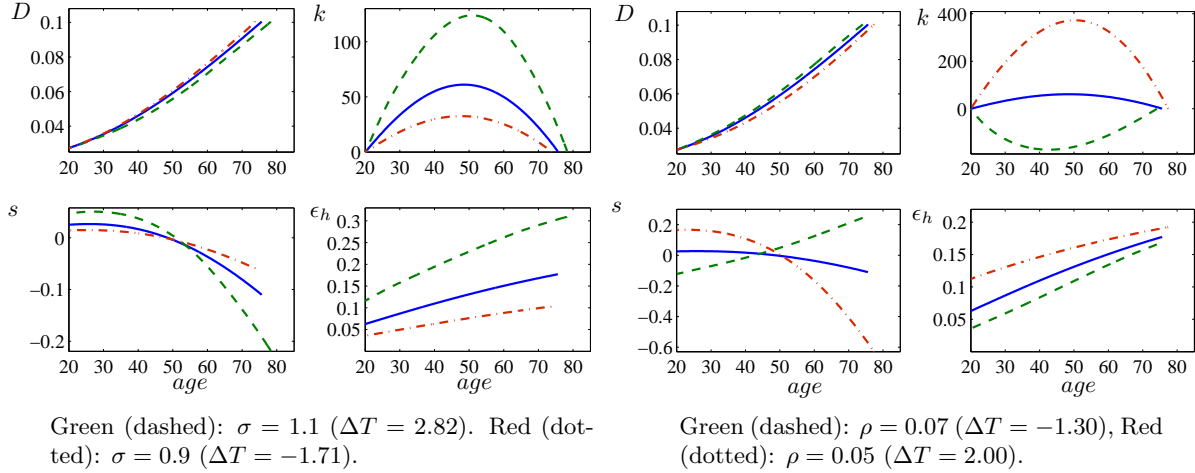 D
0.1
0.08
0.06
0.04
20 30 40 50 60 70 80
k
100
50
0
20 30 40 50 60 70 80
s
0
−0.1
−0.2
20 30 40 50 60 70 80
age
ϵh
0.3
0.25
0.2
0.15
0.1
0.05
20 30 40 50 60 70 80
age
Green (dashed): σ = 1.1 (ΔT = 2.82). Red (dot-
ted): σ = 0.9 (ΔT = −1.71).
D
0.1
0.08
0.06
0.04
20 30 40 50 60 70 80
k
400
200
0
20 30 40 50 60 70 80
s
0.2
0
−0.2
−0.4
−0.6
20 30 40 50 60 70 80
age
ϵh
0.2
0.15
0.1
0.05
20 30 40 50 60 70 80
age
Green (dashed): ρ = 0.07 (ΔT = −1.30), Red
(dotted): ρ = 0.05 (ΔT = 2.00).